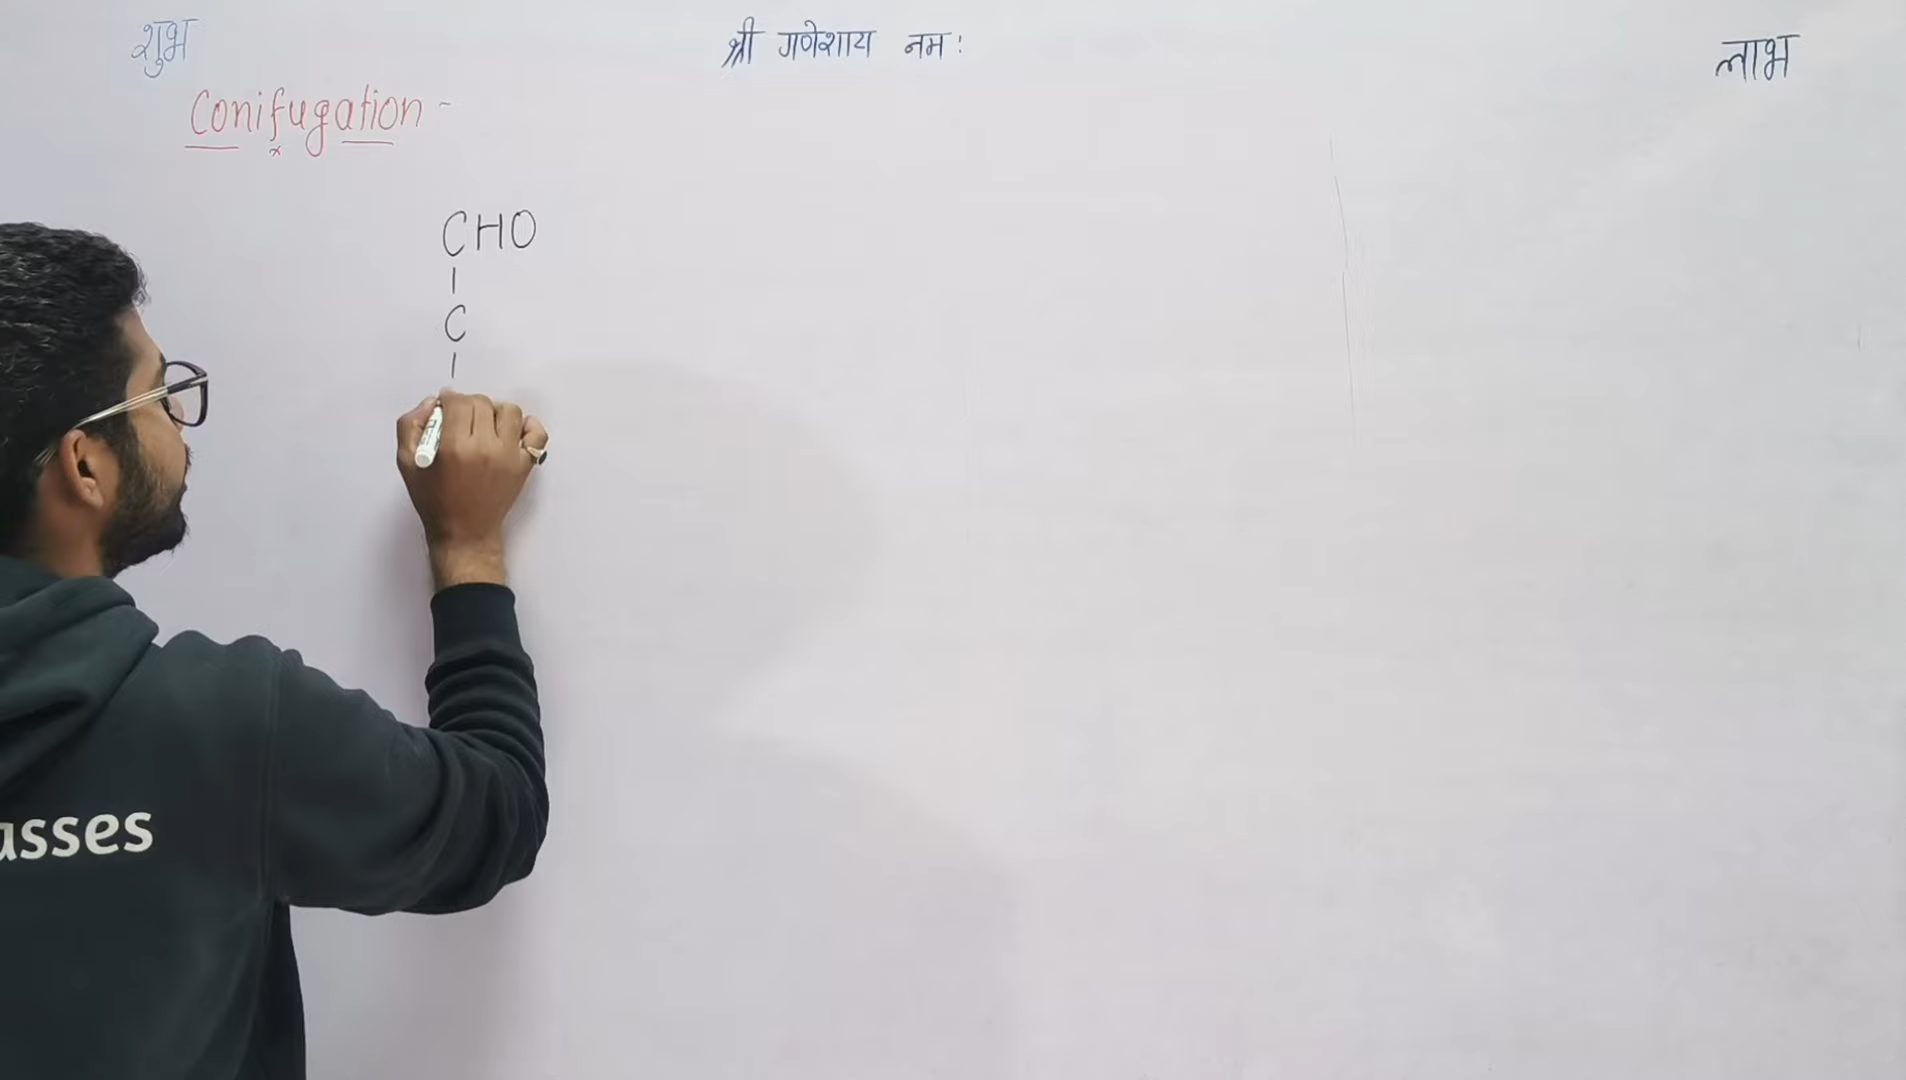 शुभ
श्री गणेशाय नमः
लाभ
Conifugation -
x
CHO
|
C
|
asses